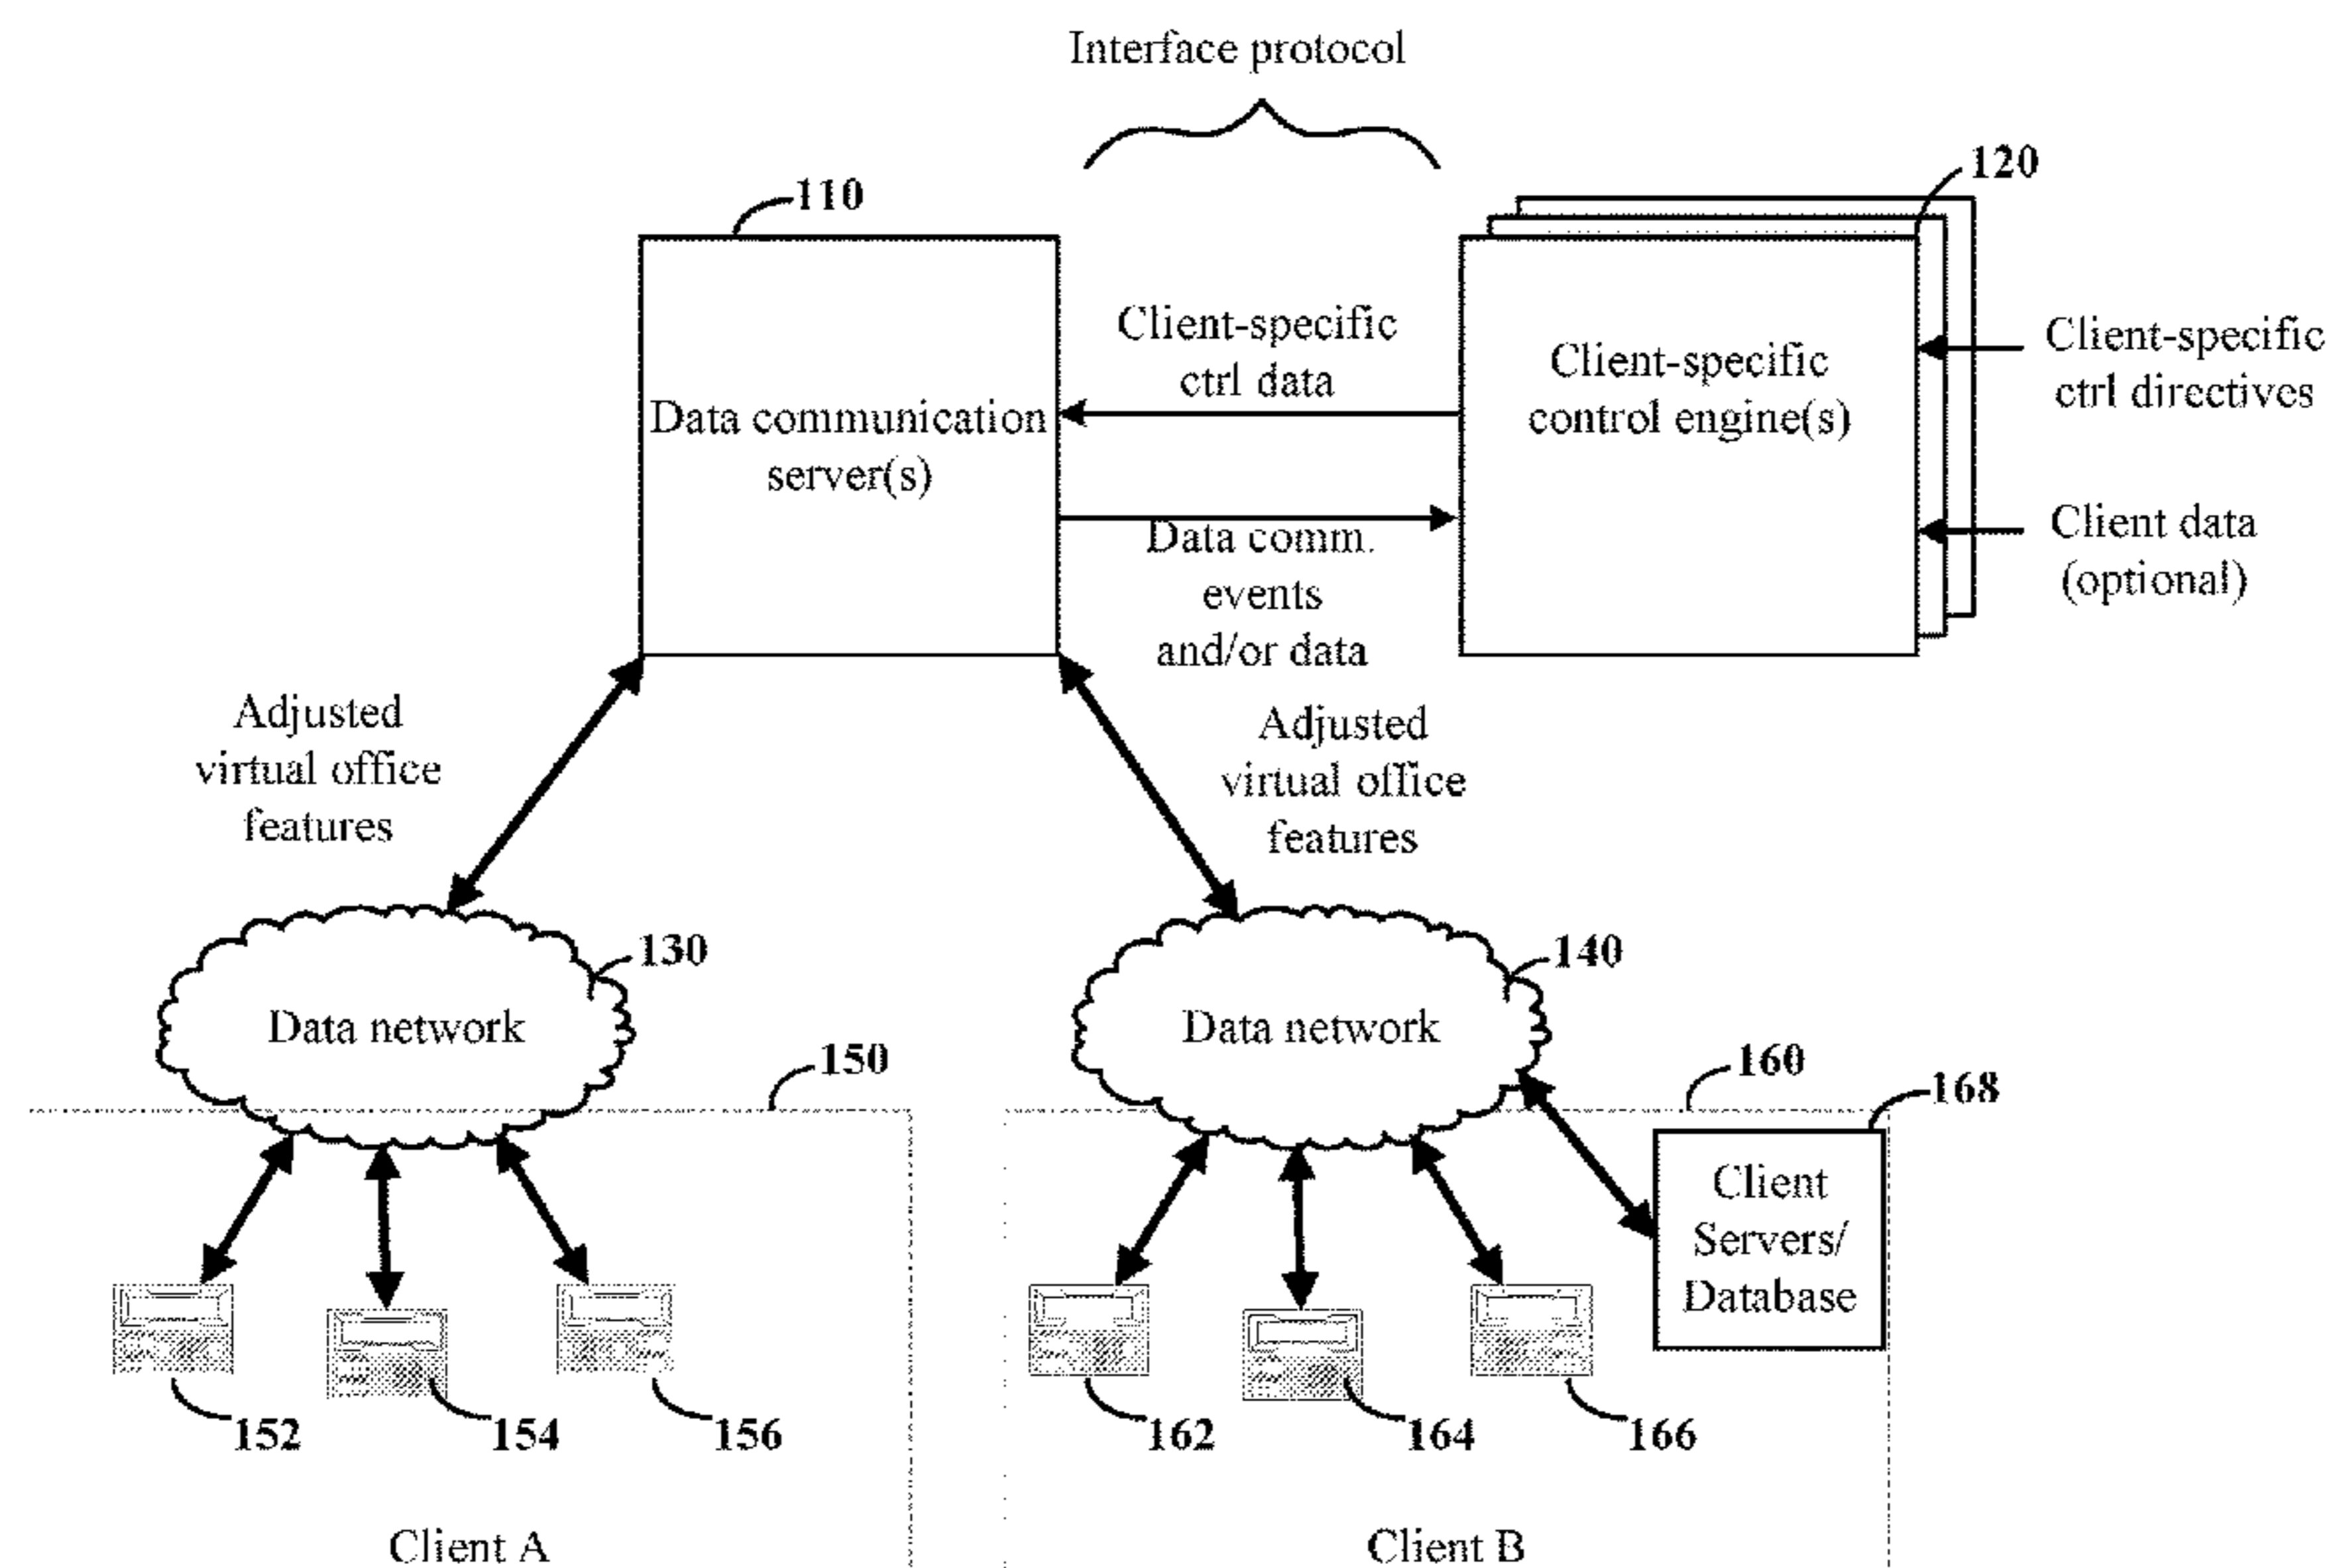 Interface protocol
110
120
Client-specific
ctrl data
Data communication
server(s)
Client-specific
control engine(s)
Client-specific
ctrl directives
Data comm.
events
and/or data
Client data
(optional)
Adjusted
virtual office
features
Adjusted
virtual office
features
130
Data network
140
Data network
150
160
168
Client
Servers/
Database
152
154
156
162
164
166
Client A
Client B